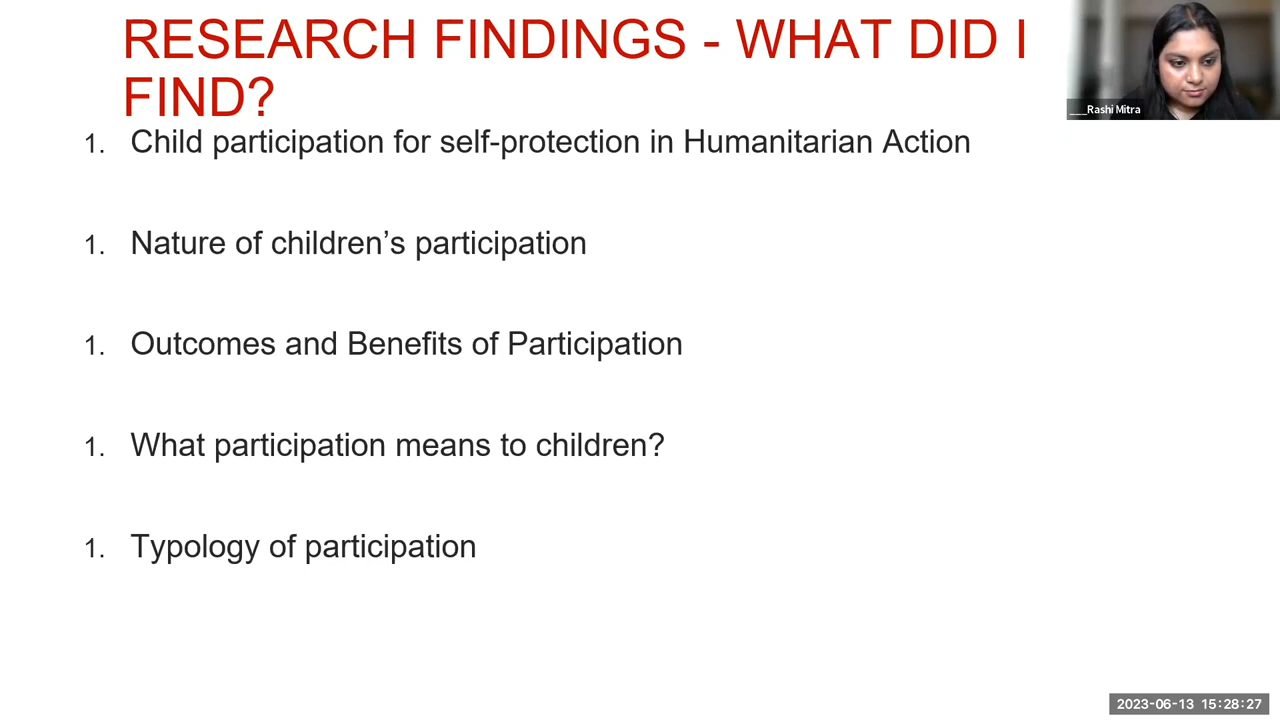 RESEARCH FINDINGS - WHAT DID I
FIND?
___Rashi Mitra
1. Child participation for self-protection in Humanitarian Action
1. Nature of children’s participation
1. Outcomes and Benefits of Participation
1. What participation means to children?
1. Typology of participation
2023-06-13 15:28:27